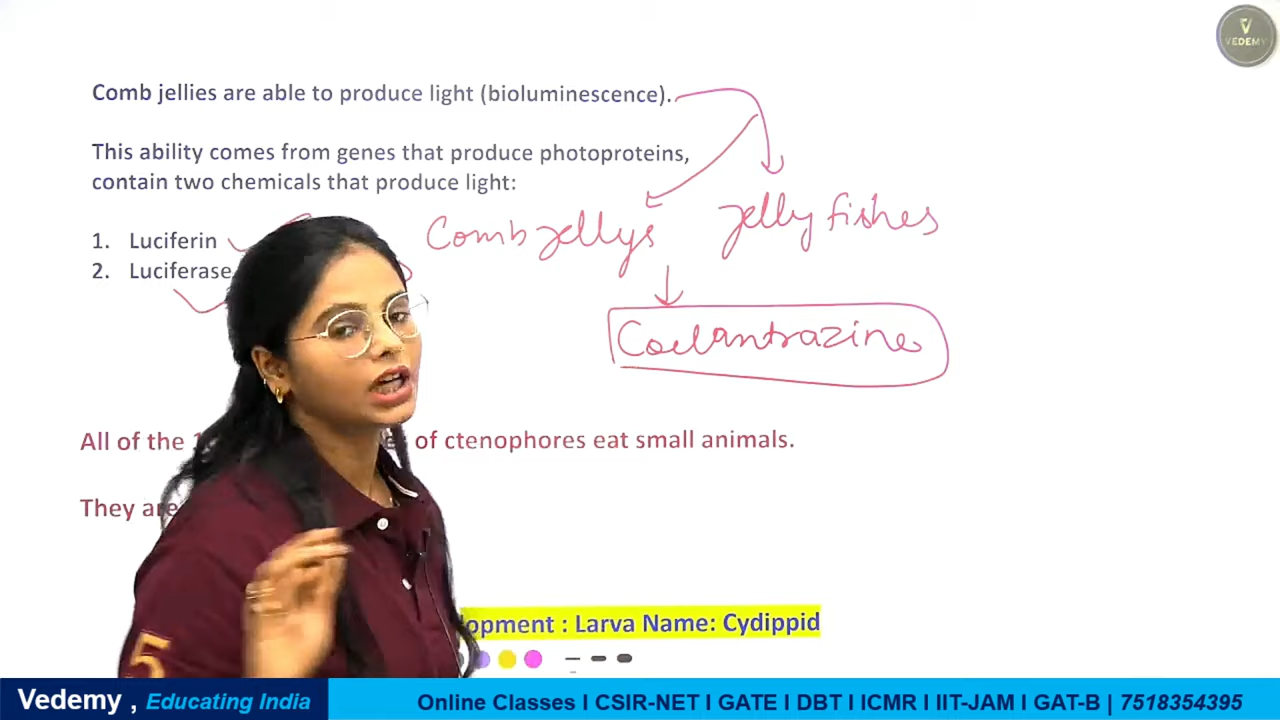 VEDEMY
Comb jellies are able to produce light (bioluminescence).
This ability comes from genes that produce photoproteins,
contain two chemicals that produce light:
1. Luciferin
2. Luciferase
Comb jellys
Jelly fishes
Coelantrazine
All of the of ctenophores eat small animals.
They are
: Larva Name: Cydippid
5
Vedemy , Educating India
Online Classes I CSIR-NET I GATE I DBT I ICMR I IIT-JAM I GAT-B | 7518354395